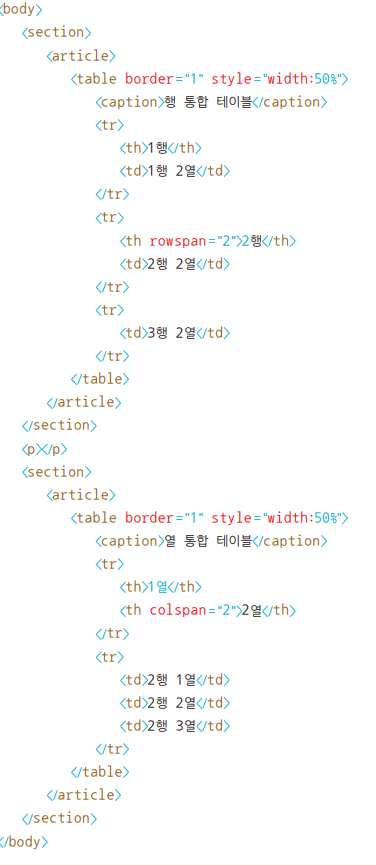 <body>
<section>
<article>
<table border="1" style="width:50%">
<caption>행 통합 테이블</caption>
<tr>
<th>1행</th>
<td>1행 2열</td>
</tr>
<tr>
<th rowspan="2">2행</th>
<td>2행 2열</td>
</tr>
<tr>
<td>3행 2열</td>
</tr>
</table>
</article>
</section>
<p></p>
<section>
<article>
<table border="1" style="width:50%">
<caption>열 통합 테이블</caption>
<tr>
<th>1열</th>
<th colspan="2">2열</th>
</tr>
<tr>
<td>2행 1열</td>
<td>2행 2열</td>
<td>2행 3열</td>
</tr>
</table>
</article>
</section>
</body>